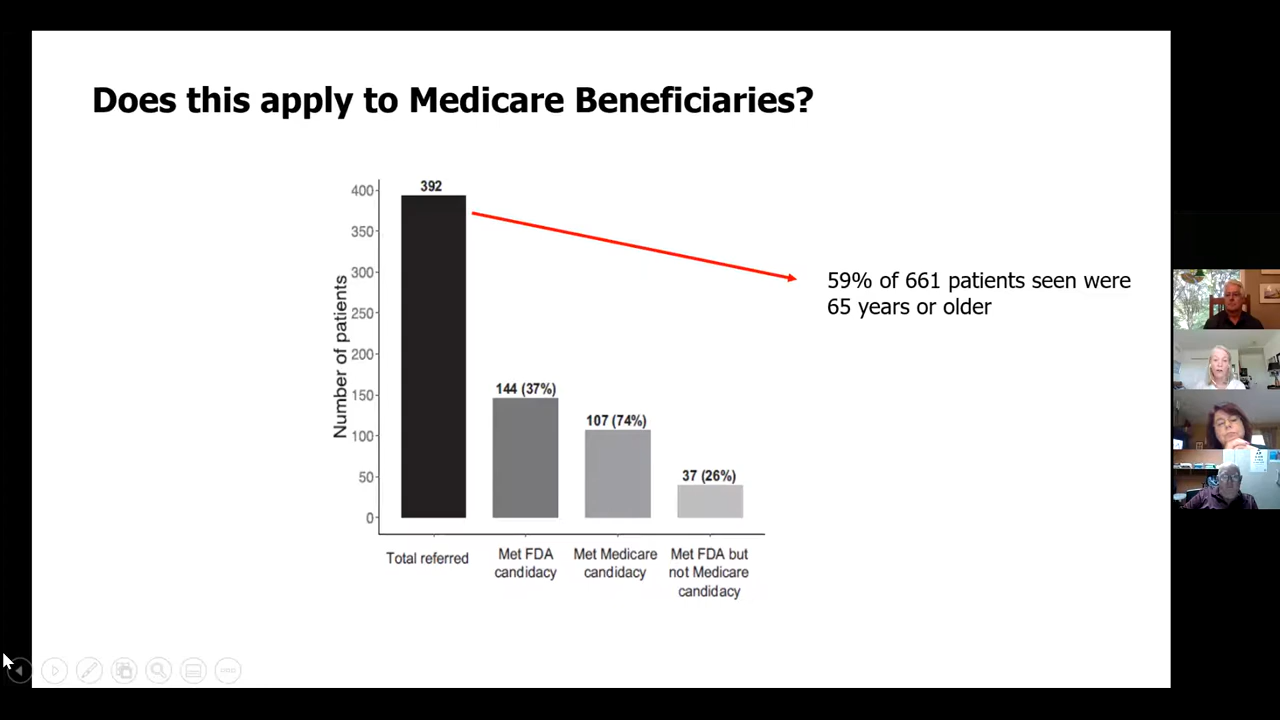 Does this apply to Medicare Beneficiaries?
Number of patients
400
350
300
250
200
150
100
50
0
392
144 (37%)
107 (74%)
37 (26%)
Total referred
Met FDA
candidacy
Met Medicare
candidacy
Met FDA but
not Medicare
candidacy
59% of 661 patients seen were
65 years or older